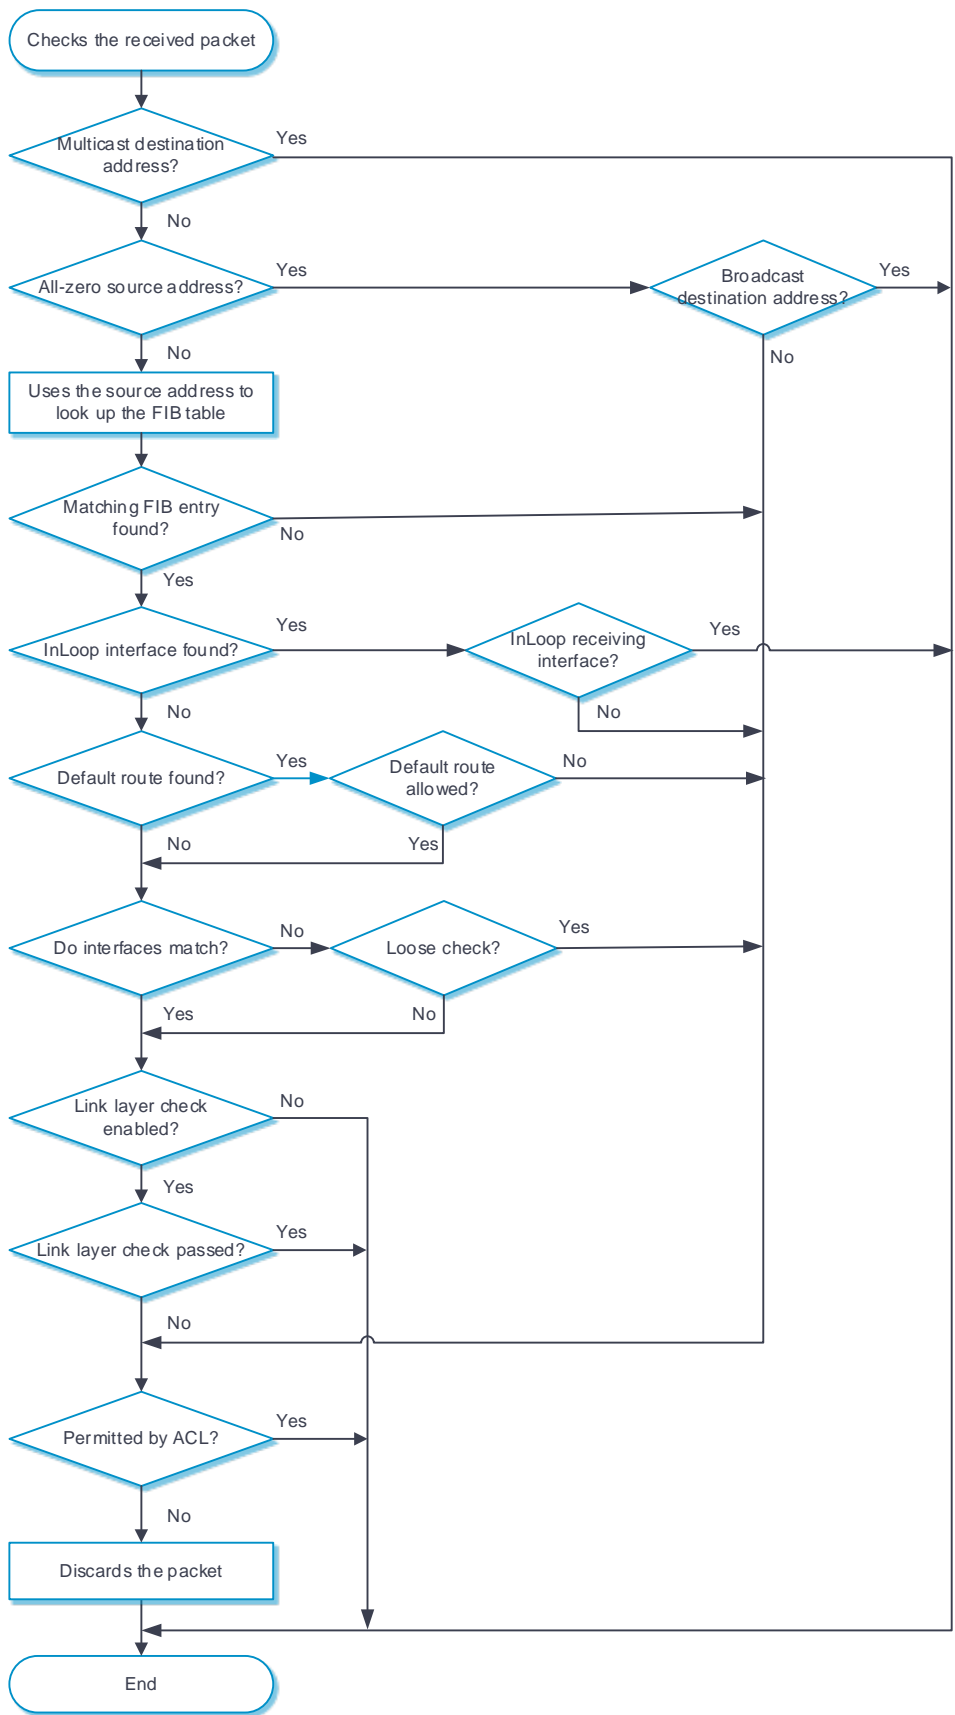 Checks the received packet
Yes
Multicast destination
address?
No
Yes
All-zero source address?
Broadcast
destination address?
Yes
No
No
Uses the source address to
look up the FIB table
Matching FIB entry
found?
No
Yes
Yes
InLoop interface found?
InLoop receiving
interface?
Yes
No
No
Default route found?
Yes
Default route
allowed?
No
No
Yes
Do interfaces match?
No
Loose check?
Yes
Yes
No
Link layer check
enabled?
No
Yes
Link layer check passed?
Yes
No
Permitted by ACL?
Yes
No
Discards the packet
End